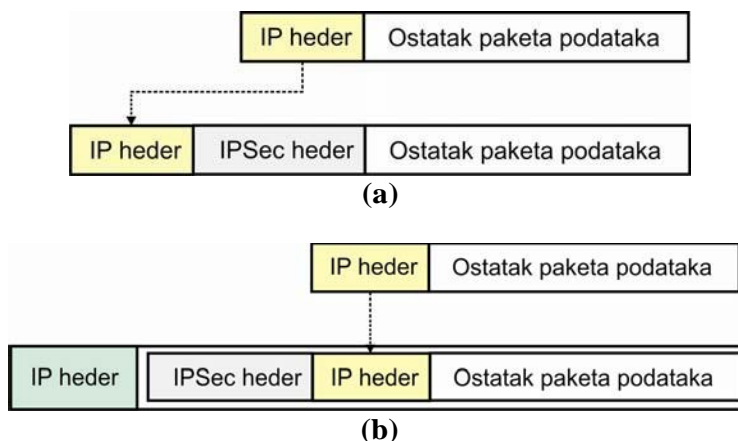 IP heder Ostatak paketa podataka
IP heder IPSec heder Ostatak paketa podataka
(a)
IP heder Ostatak paketa podataka
IP heder IPSec heder IP heder Ostatak paketa podataka
(b)